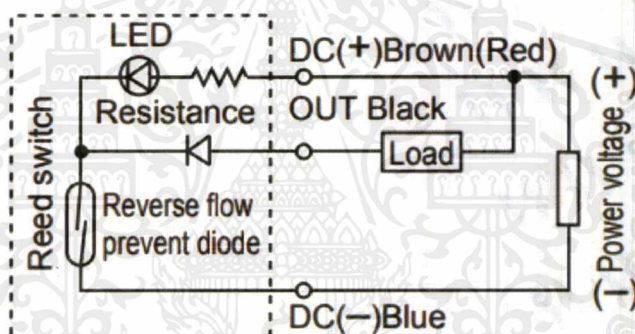 LED
DC(+)Brown(Red)
Resistance
OUT Black
Load
Reed switch
Reverse flow
prevent diode
DC(−)Blue
(+)
Power voltage
(−)